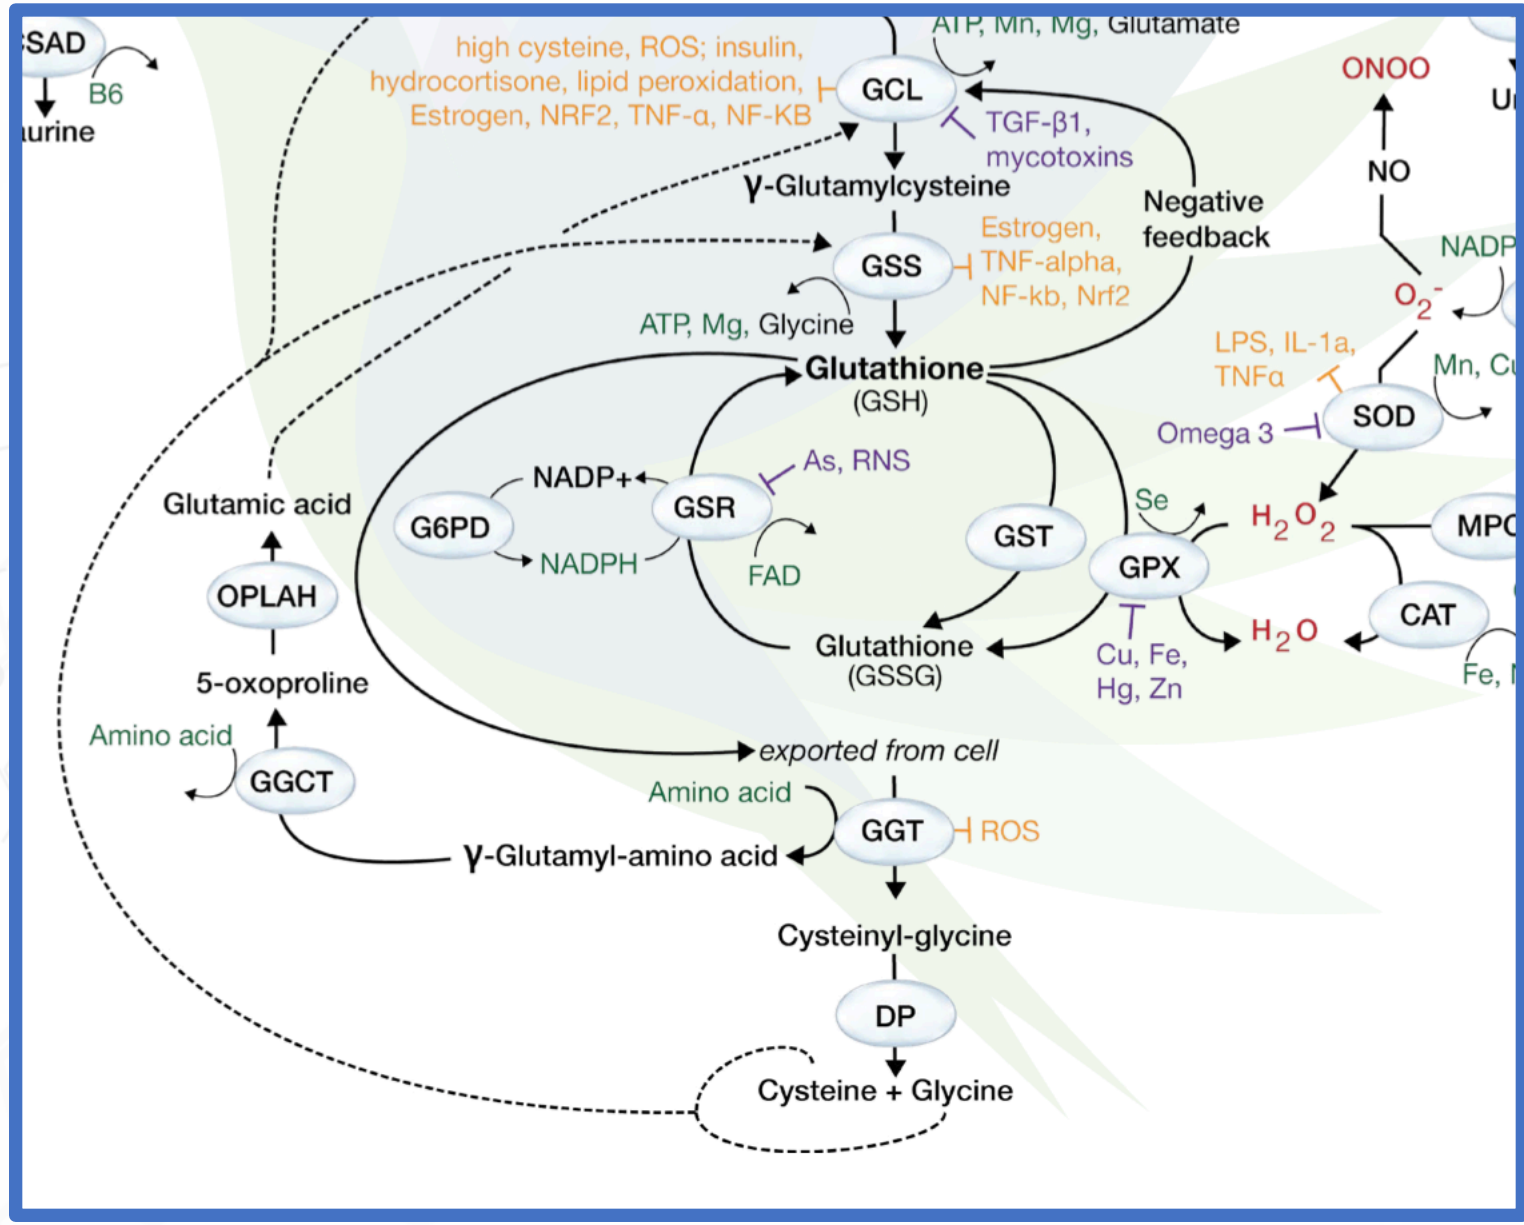 ATP, Mn, Mg, Glutamate
high cysteine, ROS; insulin,
hydrocortisone, lipid peroxidation,
Estrogen, NRF2, TNF-α, NF-KB
GCL
TGF-β1,
mycotoxins
B6
ONOO
NO
γ-Glutamylcysteine
Negative
feedback
Estrogen,
TNF-alpha,
NF-kb, Nrf2
GSS
ATP, Mg, Glycine
O2-
LPS, IL-1a,
TNFα
SOD
Omega 3
Glutathione
(GSH)
As, RNS
NADP+
GSR
G6PD
NADPH
FAD
Glutamic acid
OPLAH
5-oxoproline
Amino acid
GGCT
GST
Se
GPX
H2O2
CAT
H2O
Cu, Fe,
Hg, Zn
Glutathione
(GSSG)
exported from cell
Amino acid
GGT
ROS
γ-Glutamyl-amino acid
Cysteinyl-glycine
DP
Cysteine + Glycine